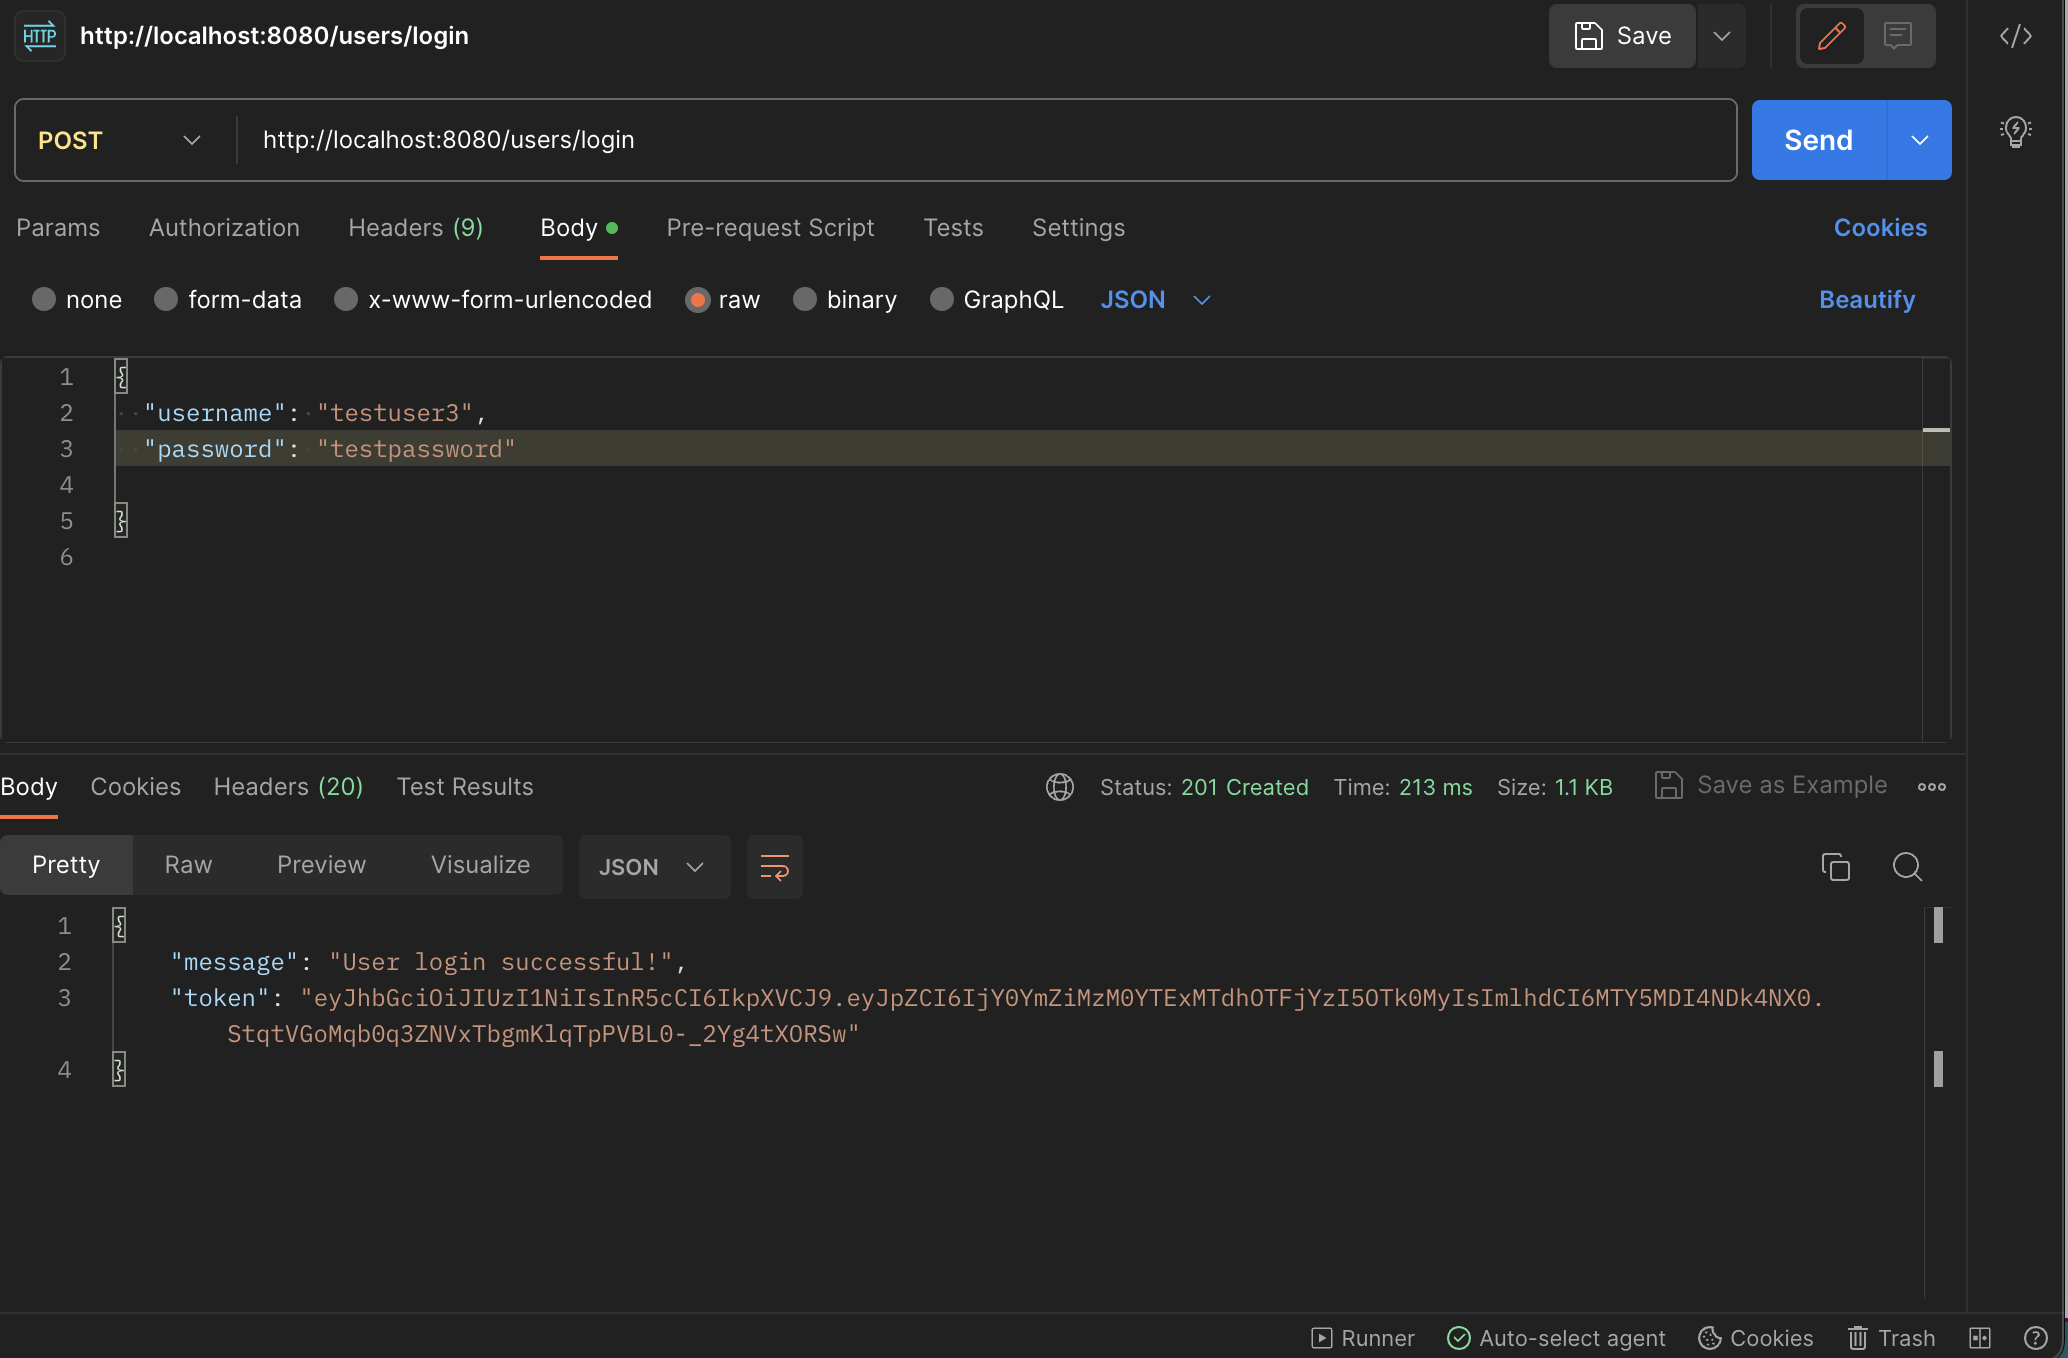 HTTP http://localhost:8080/users/login Save
POST http://localhost:8080/users/login Send
Params Authorization Headers (9) Body Pre-request Script Tests Settings Cookies
none form-data x-www-form-urlencoded raw binary GraphQL JSON Beautify
1 {
2 "username": "testuser3",
3 "password": "testpassword"
4
5 }
6
Body Cookies Headers (20) Test Results Status: 201 Created Time: 213 ms Size: 1.1 KB Save as Example
Pretty Raw Preview Visualize JSON
1 {
2 "message": "User login successful!",
3 "token": "eyJhbGciOiJIUzI1NiIsInR5cCI6IkpXVCJ9.eyJpZCI6IjY0YmZiMzM0YTExMTdhOTFjYzI5OTk0MyIsImlhdCI6MTY5MDI4NDk4NX0.
StqtVGoMqb0q3ZNVxTbgmKlqTpPVBL0-_2Yg4tXORSw"
4 }
Runner Auto-select agent Cookies Trash